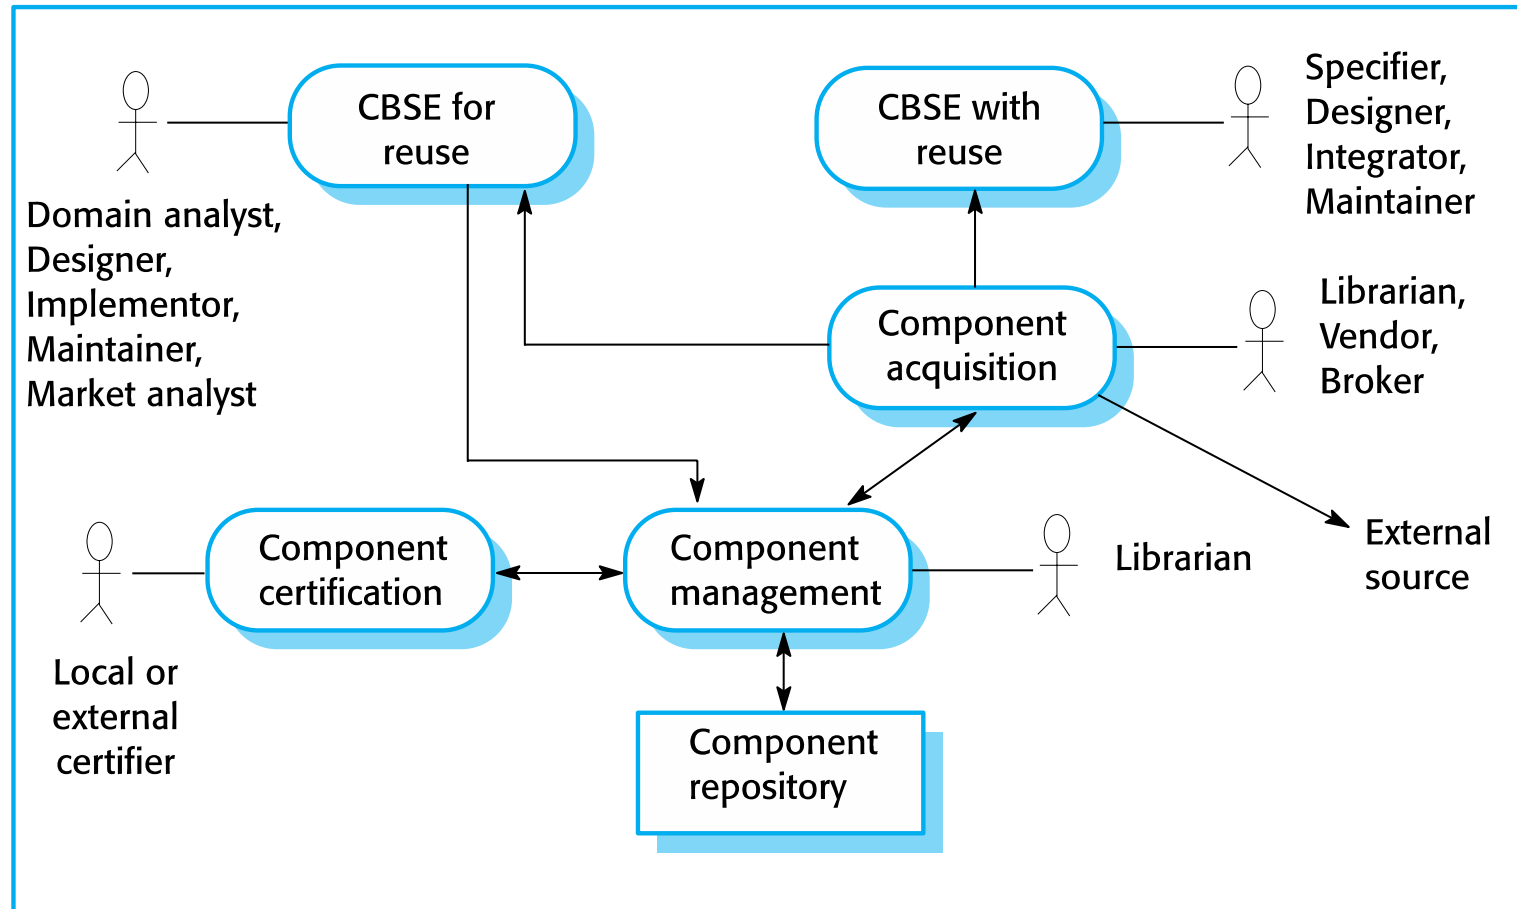 CBSE for
reuse
CBSE with
reuse
Specifier,
Designer,
Integrator,
Maintainer
Domain analyst,
Designer,
Implementor,
Maintainer,
Market analyst
Component
acquisition
Librarian,
Vendor,
Broker
Component
certification
Component
management
Librarian
External
source
Local or
external
certifier
Component
repository